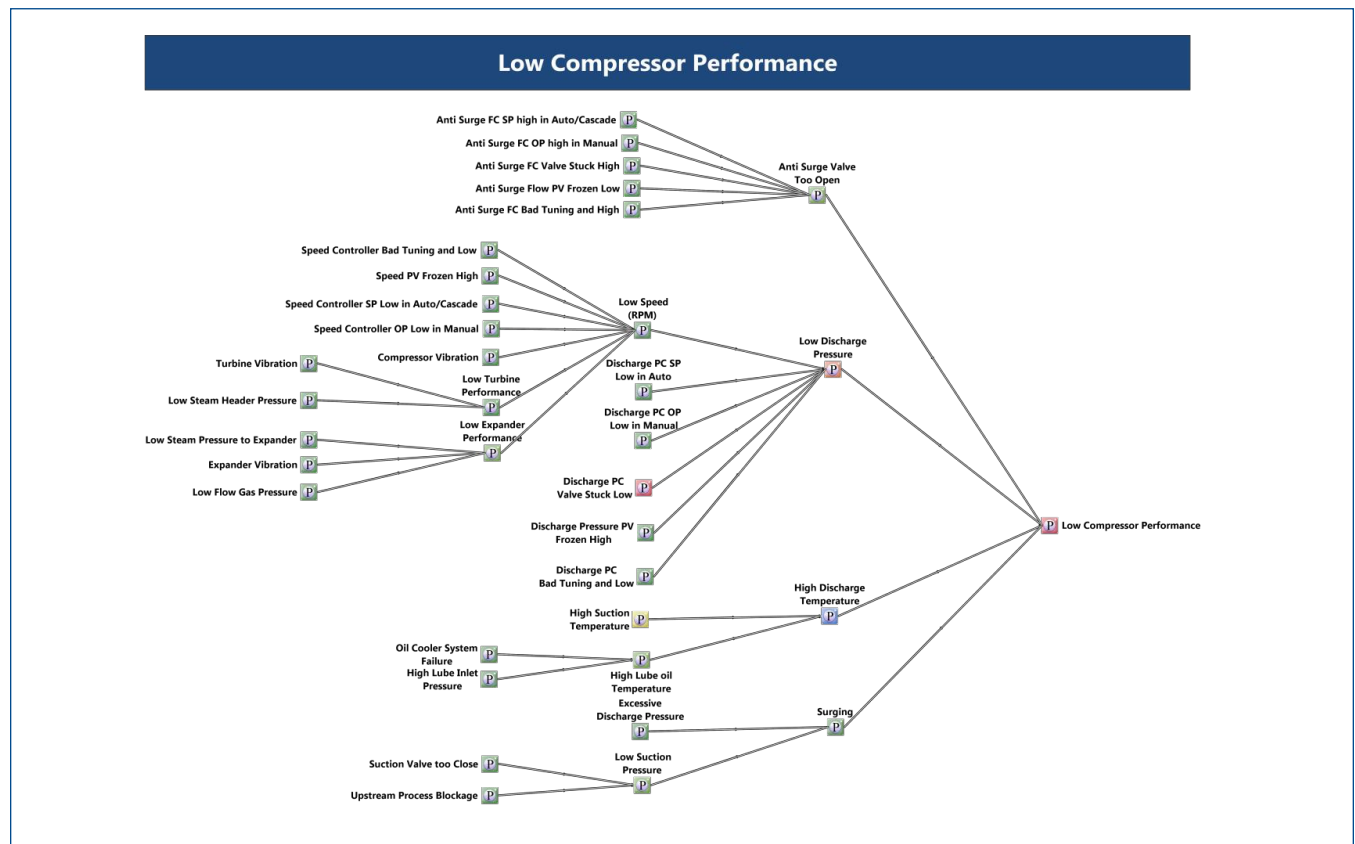 Low Compressor Performance
Anti Surge FC SP high in Auto/Cascade
P
Anti Surge FC OP high in Manual
P
Anti Surge FC Valve Stuck High
P
Anti Surge Flow PV Frozen Low
P
Anti Surge FC Bad Tuning and High
P
Anti Surge Valve
Too Open
P
Speed Controller Bad Tuning and Low
P
Speed PV Frozen High
P
Speed Controller SP Low in Auto/Cascade
P
Speed Controller OP Low in Manual
P
Compressor Vibration
P
Low Speed
(RPM)
P
Turbine Vibration
P
Low Steam Header Pressure
P
Low Turbine
Performance
P
Low Steam Pressure to Expander
P
Expander Vibration
P
Low Flow Gas Pressure
P
Low Expander
Performance
P
Low Discharge
Pressure
P
Discharge PC SP
Low in Auto
P
Discharge PC OP
Low in Manual
P
Discharge PC
Valve Stuck Low
P
Discharge Pressure PV
Frozen High
P
Discharge PC
Bad Tuning and Low
P
P
Low Compressor Performance
High Suction
Temperature
P
High Discharge
Temperature
P
Oil Cooler System
Failure
P
High Lube Inlet
Pressure
P
P
High Lube oil
Temperature
Excessive
Discharge Pressure
P
Surging
P
Suction Valve too Close
P
Upstream Process Blockage
P
Low Suction
Pressure
P